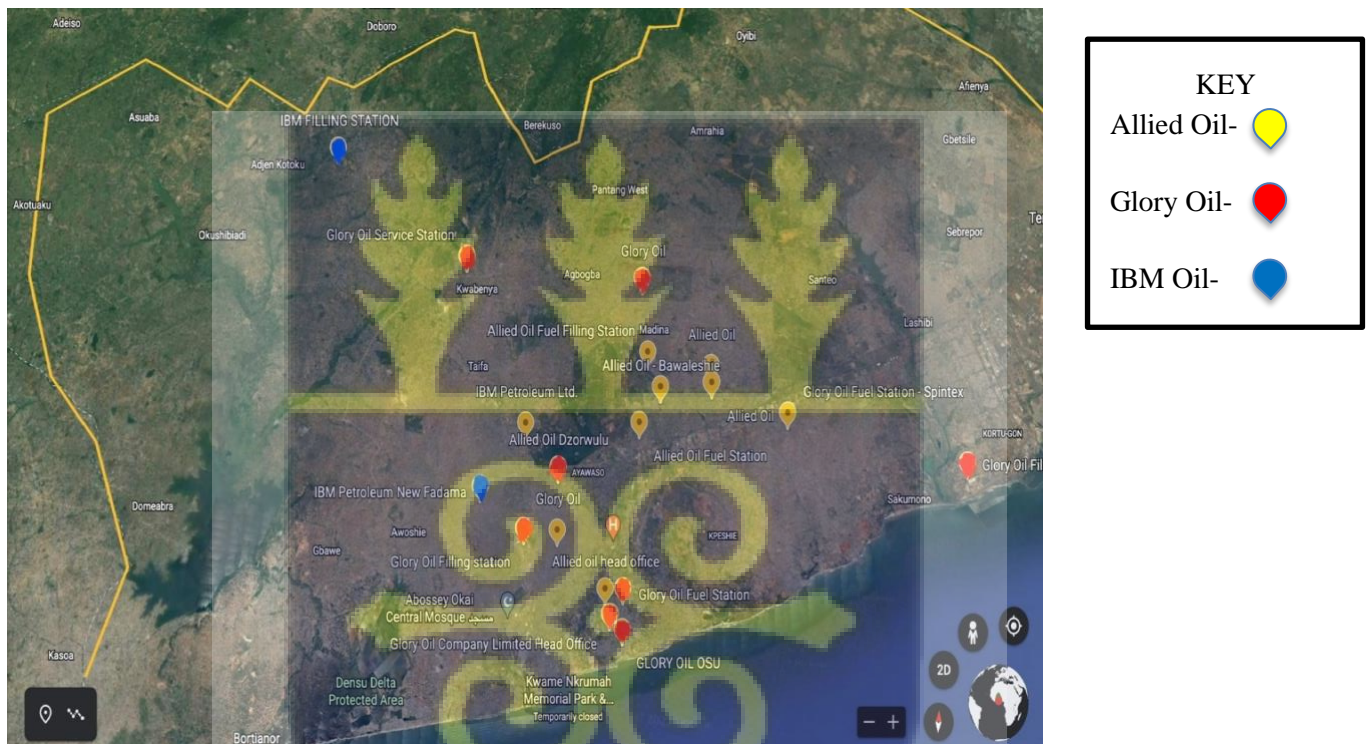 Adeiso
Doboro
Oyibi
Afienya
Asuaba
IBM FILLING STATION
Berekuso
Amrahia
Gbetsile
Adjen Kotoku
Pantang West
Akotuaku
Okushibiadi
Glory Oil Service Station
Glory Oil
Sebrepor
Agbogba
Santeo
Kwabenya
Allied Oil Fuel Filling Station
Madina
Allied Oil
Lashibi
Taifa
Allied Oil - Bawaleshie
IBM Petroleum Ltd.
Glory Oil Fuel Station - Spintex
Allied Oil
Allied Oil Dzorwulu
KORTU-GON
Allied Oil Fuel Station
AYAWASO
Glory Oil Fil
IBM Petroleum New Fadama
Glory Oil
Sakumono
Domeabra
Awoshie
H
KPESHIE
Gbawe
Glory Oil Filling station
Allied oil head office
Glory Oil Fuel Station
Abossey Okai
Central Mosque مسجد
Glory Oil Company Limited Head Office
Kasoa
GLORY OIL OSU
Densu Delta
Protected Area
Kwame Nkrumah
Memorial Park &...
Temporarily closed
2D
Bortianor
KEY
Allied Oil-
Glory Oil-
IBM Oil-